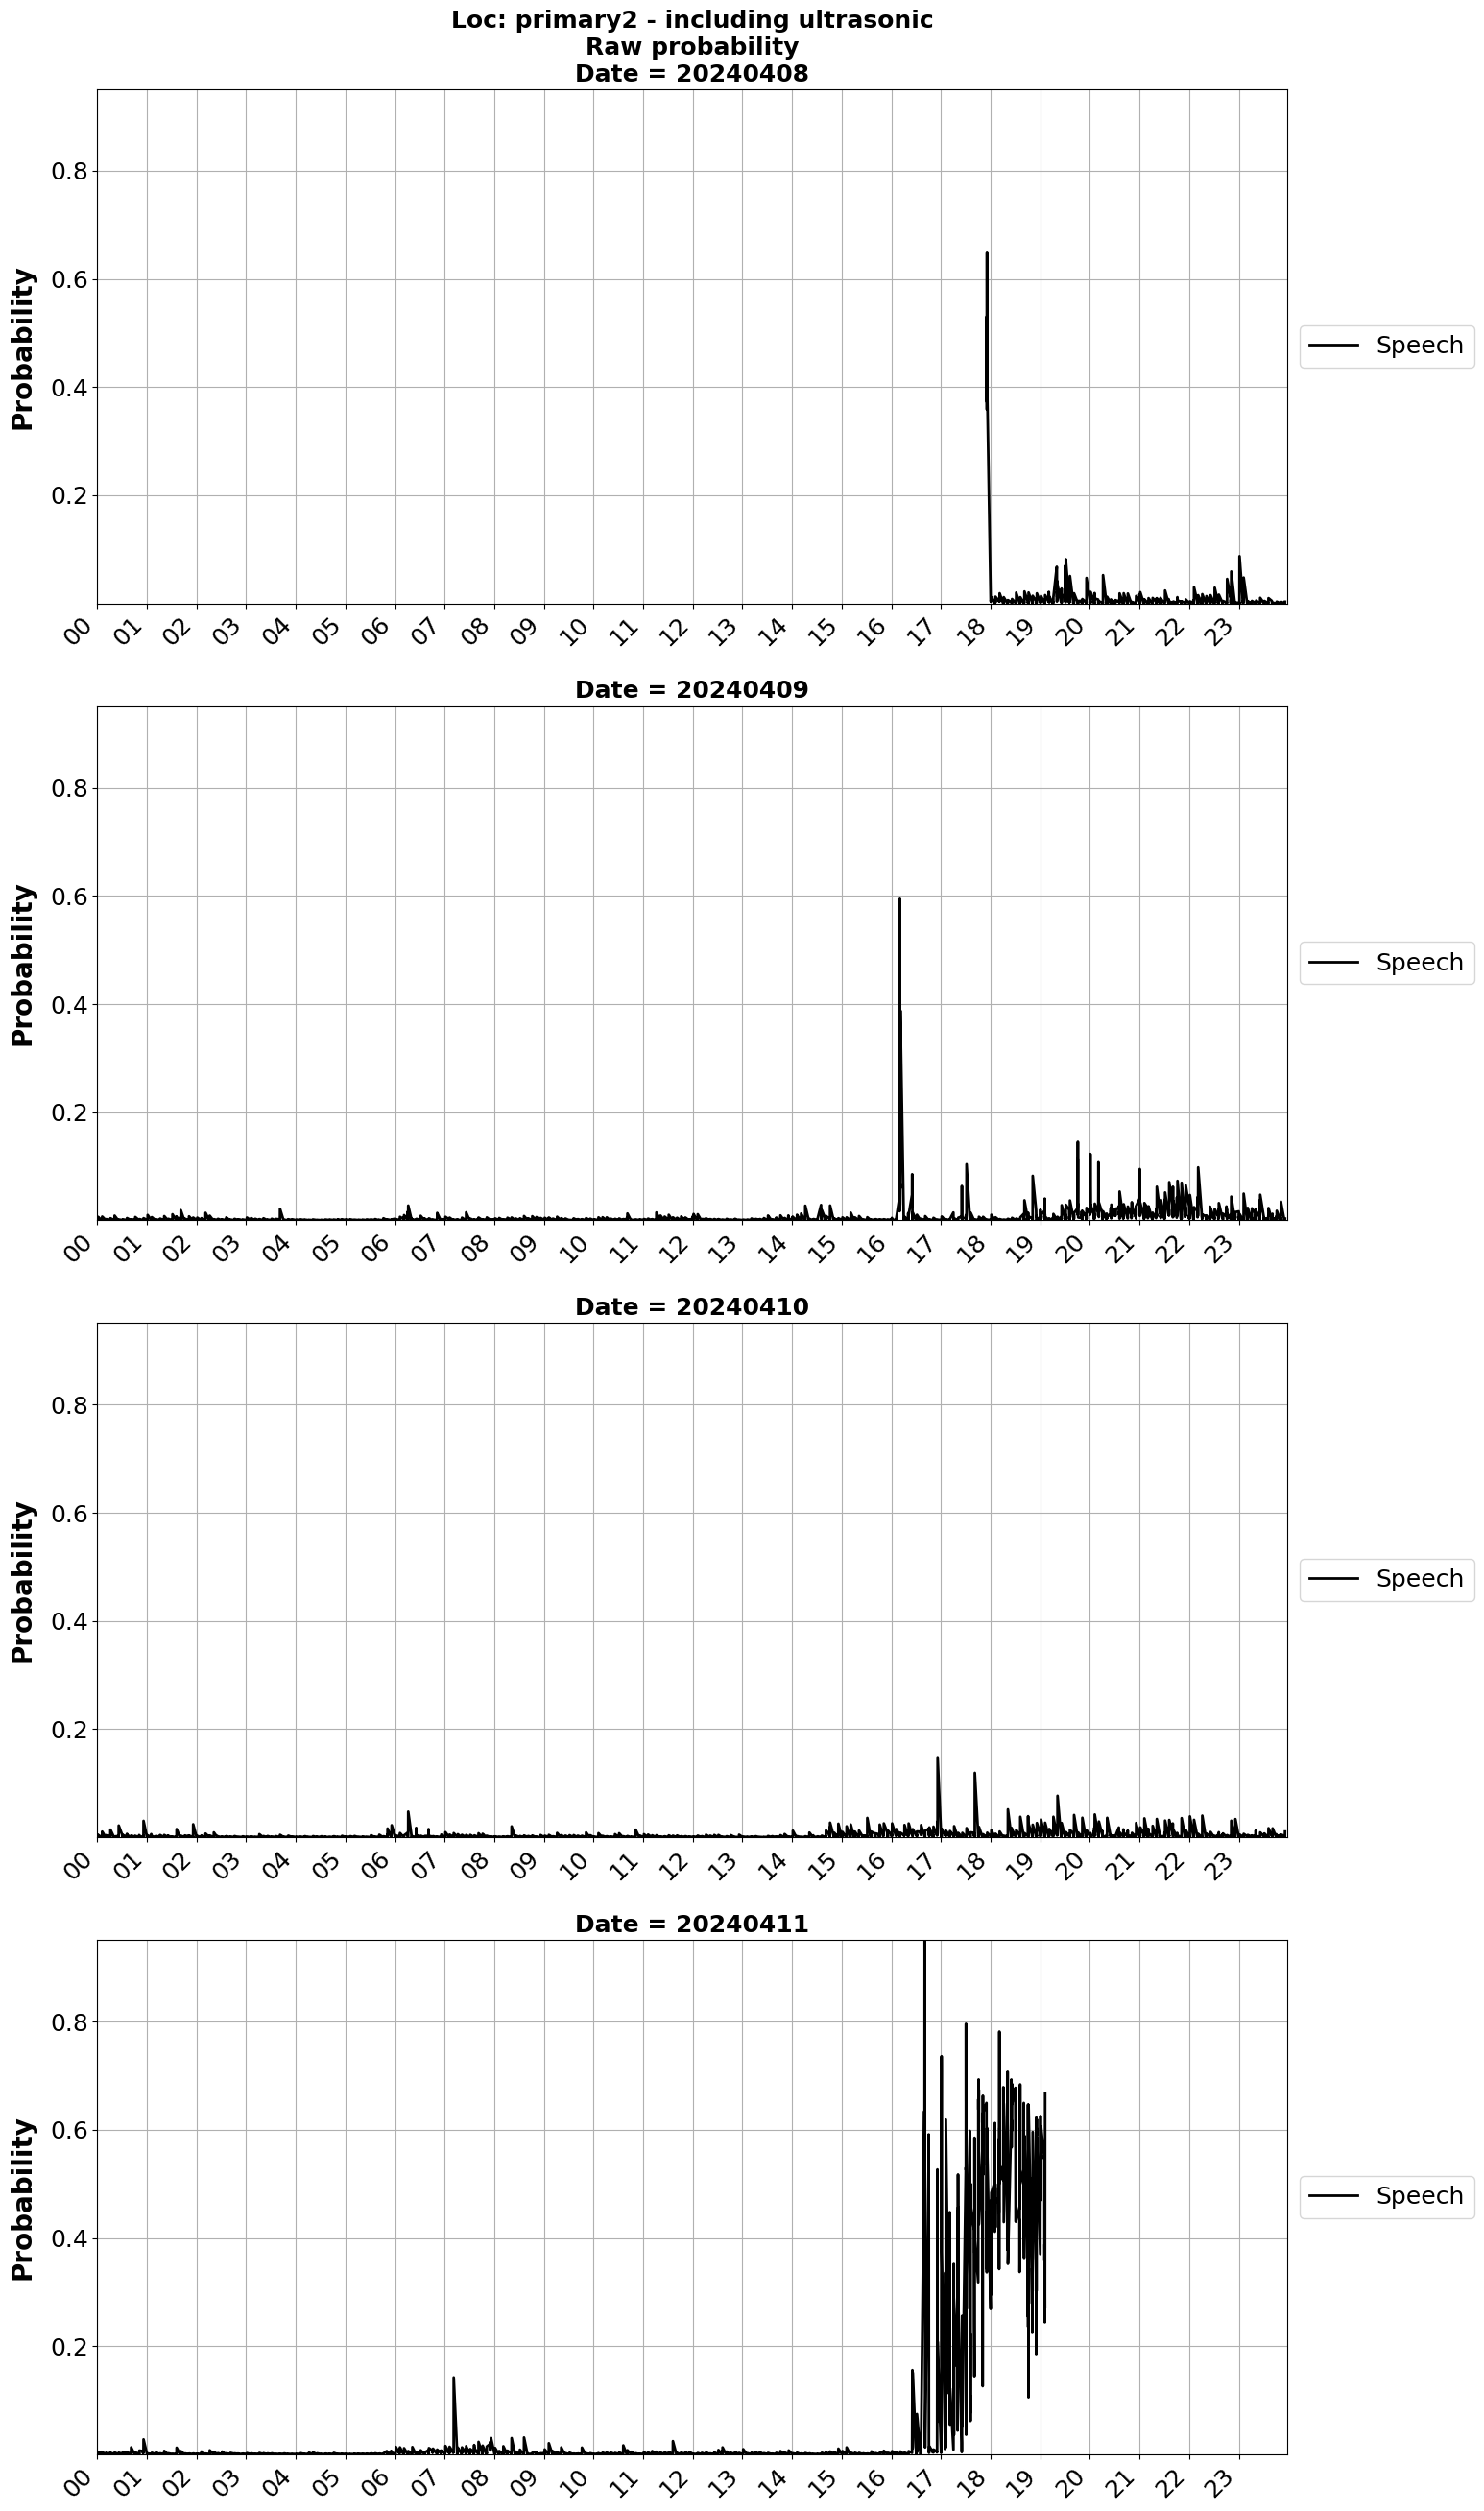 Loc: primary2 - including ultrasonic
Raw probability
Date = 20240408
Probability
0.8
0.6
0.4
0.2
00 01 02 03 04 05 06 07 08 09 10 11 12 13 14 15 16 17 18 19 20 21 22 23
Speech
Date = 20240409
Probability
0.8
0.6
0.4
0.2
00 01 02 03 04 05 06 07 08 09 10 11 12 13 14 15 16 17 18 19 20 21 22 23
Speech
Date = 20240410
Probability
0.8
0.6
0.4
0.2
00 01 02 03 04 05 06 07 08 09 10 11 12 13 14 15 16 17 18 19 20 21 22 23
Speech
Date = 20240411
Probability
0.8
0.6
0.4
0.2
00 01 02 03 04 05 06 07 08 09 10 11 12 13 14 15 16 17 18 19 20 21 22 23
Speech